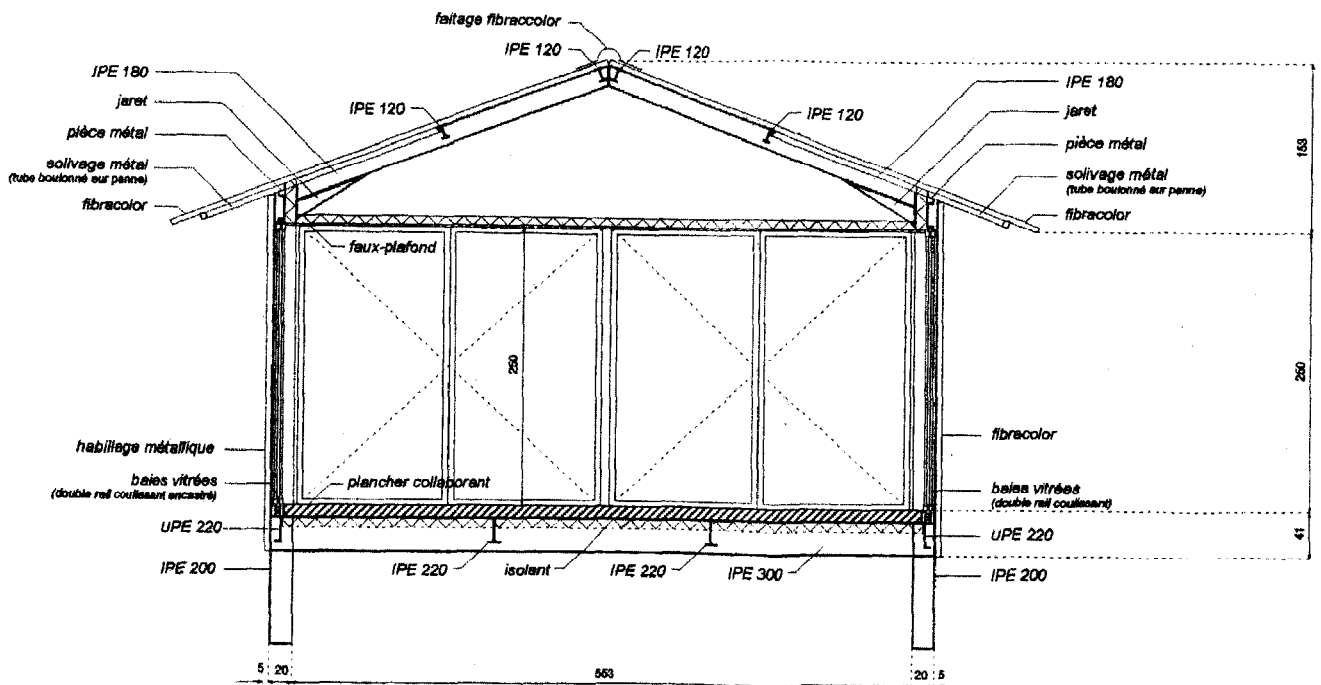 faitage fibraccolor
IPE 120
IPE 120
IPE 180
jaret
pièce métal
solivage métal
(tube boutonné sur panne)
fibracolor
IPE 120
IPE 120
IPE 180
jaret
pièce métal
solivage métal
(tube boutonné sur panne)
fibracolor
153
faux-plafond
250
250
habillage métallique
fibracolor
baies vitrées
(double rail coulissant encastré)
plancher collaborant
baies vitrées
(double rail coulissant)
UPE 220
UPE 220
41
IPE 200
IPE 220
isolant
IPE 220
IPE 300
IPE 200
5
20
553
20
5